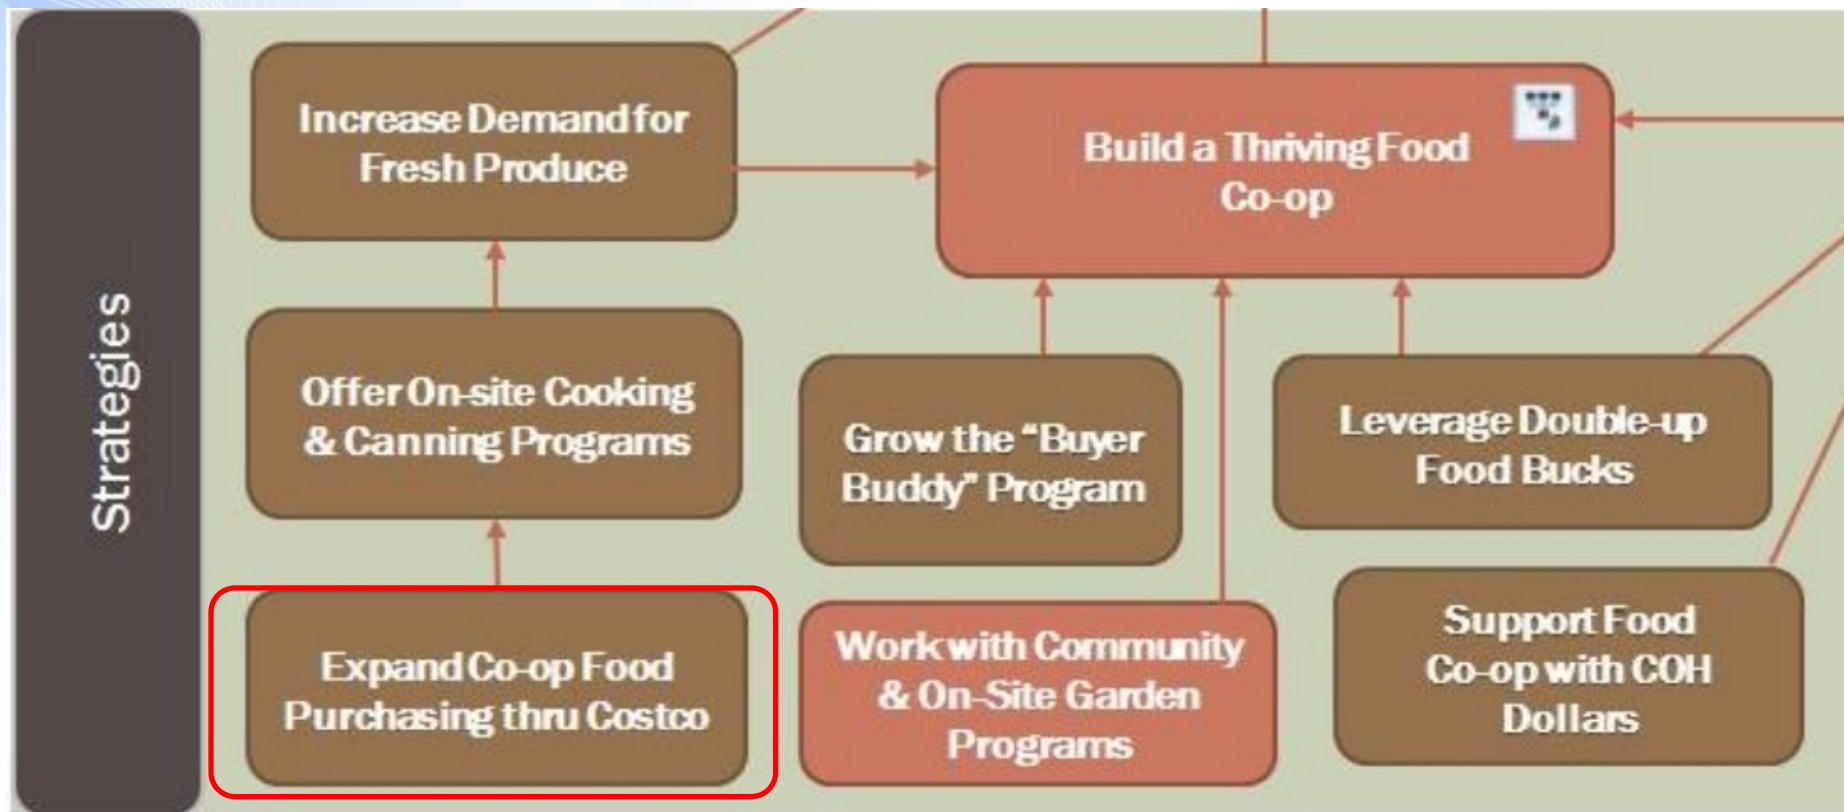 Strategies
Increase Demand for
Fresh Produce
Build a Thriving Food
Co-op
Offer On-site Cooking
& Canning Programs
Grow the “Buyer
Buddy” Program
Leverage Double-up
Food Bucks
Expand Co-op Food
Purchasing thru Costco
Work with Community
& On-Site Garden
Programs
Support Food
Co-op with COH
Dollars